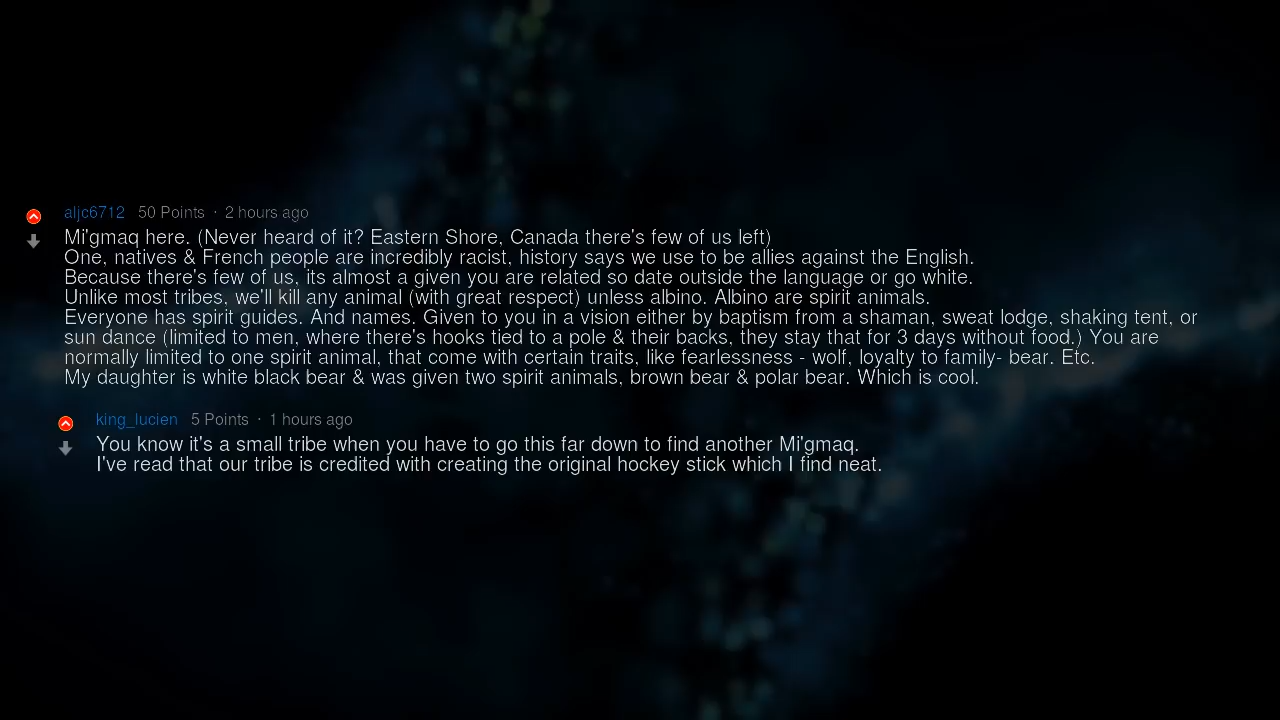 aljc6712 50 Points · 2 hours ago
Mi'gmaq here. (Never heard of it? Eastern Shore, Canada there's few of us left)
One, natives & French people are incredibly racist, history says we use to be allies against the English.
Because there's few of us, its almost a given you are related so date outside the language or go white.
Unlike most tribes, we'll kill any animal (with great respect) unless albino. Albino are spirit animals.
Everyone has spirit guides. And names. Given to you in a vision either by baptism from a shaman, sweat lodge, shaking tent, or
sun dance (limited to men, where there's hooks tied to a pole & their backs, they stay that for 3 days without food.) You are
normally limited to one spirit animal, that come with certain traits, like fearlessness - wolf, loyalty to family- bear. Etc.
My daughter is white black bear & was given two spirit animals, brown bear & polar bear. Which is cool.
king_lucien 5 Points · 1 hours ago
You know it's a small tribe when you have to go this far down to find another Mi'gmaq.
I've read that our tribe is credited with creating the original hockey stick which I find neat.